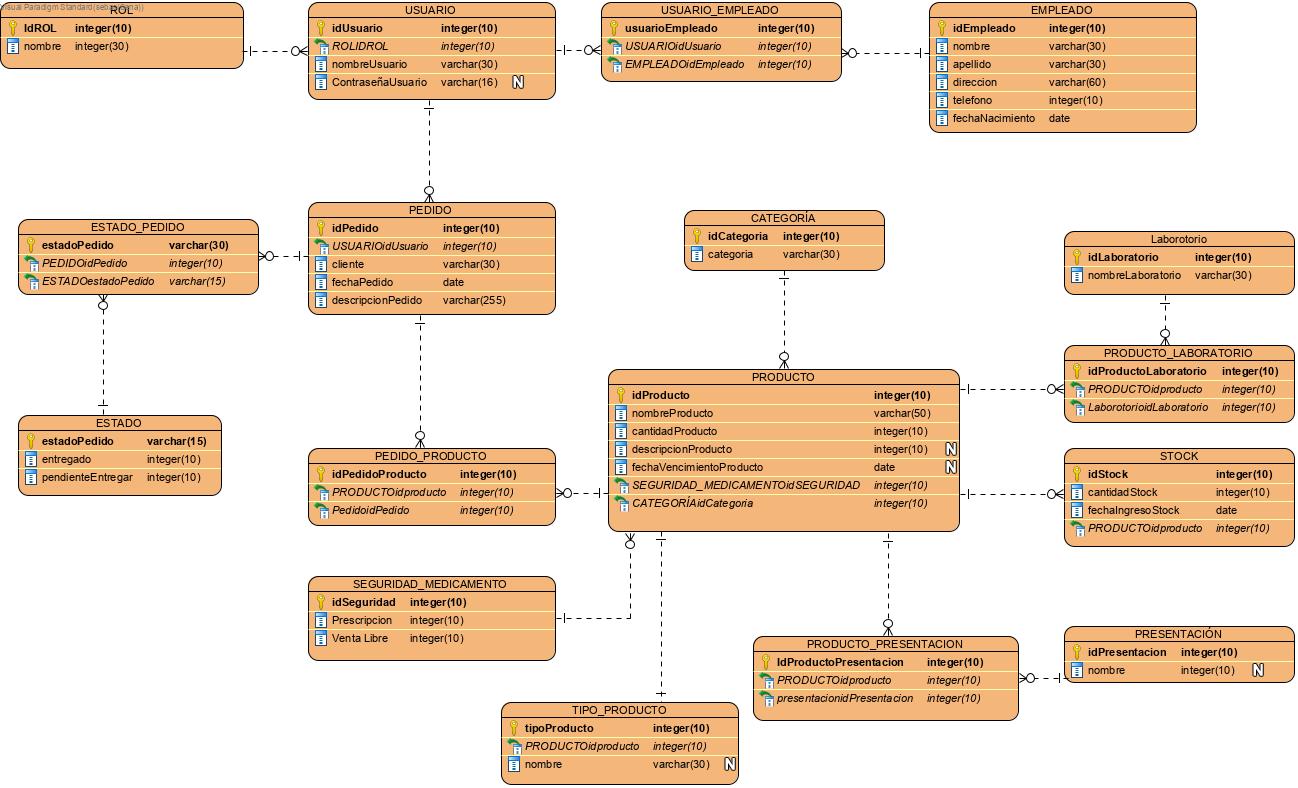 Visual Paradigm Standard(sebas(Sena))
ROL
IdROL integer(10)
nombre integer(30)
USUARIO
idUsuario integer(10)
ROLIDROL integer(10)
nombreUsuario varchar(30)
ContraseñaUsuario varchar(16) N
USUARIO_EMPLEADO
usuarioEmpleado integer(10)
USUARIOidUsuario integer(10)
EMPLEADOidEmpleado integer(10)
EMPLEADO
idEmpleado integer(10)
nombre varchar(30)
apellido varchar(30)
direccion varchar(60)
telefono integer(10)
fechaNacimiento date
ESTADO_PEDIDO
estadoPedido varchar(30)
PEDIDOidPedido integer(10)
ESTADOestadoPedido varchar(15)
PEDIDO
idPedido integer(10)
USUARIOidUsuario integer(10)
cliente varchar(30)
fechaPedido date
descripcionPedido varchar(255)
CATEGORÍA
idCategoria integer(10)
categoria varchar(30)
Laborotorio
idLaboratorio integer(10)
nombreLaboratorio varchar(30)
PRODUCTO_LABORATORIO
idProductoLaboratorio integer(10)
PRODUCTOidproducto integer(10)
LaborotorioidLaboratorio integer(10)
PRODUCTO
idProducto integer(10)
nombreProducto varchar(50)
cantidadProducto integer(10)
descripcionProducto integer(10) N
fechaVencimientoProducto date N
SEGURIDAD_MEDICAMENTOidSEGURIDAD integer(10)
CATEGORÍAidCategoria integer(10)
ESTADO
estadoPedido varchar(15)
entregado integer(10)
pendienteEntregar integer(10)
PEDIDO_PRODUCTO
idPedidoProducto integer(10)
PRODUCTOidproducto integer(10)
PedidoidPedido integer(10)
STOCK
idStock integer(10)
cantidadStock integer(10)
fechaIngresoStock date
PRODUCTOidproducto integer(10)
SEGURIDAD_MEDICAMENTO
idSeguridad integer(10)
Prescripcion integer(10)
Venta Libre integer(10)
PRODUCTO_PRESENTACION
IdProductoPresentacion integer(10)
PRODUCTOidproducto integer(10)
presentacionidPresentacion integer(10)
PRESENTACIÓN
idPresentacion integer(10)
nombre integer(10) N
TIPO_PRODUCTO
tipoProducto integer(10)
PRODUCTOidproducto integer(10)
nombre varchar(30) N